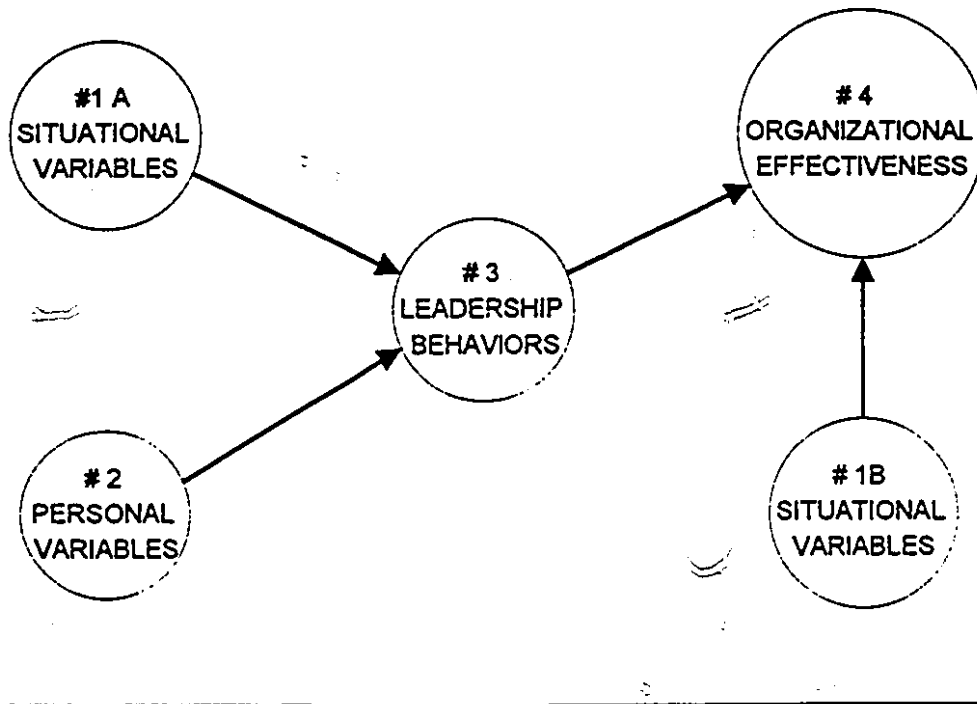 #1 A
SITUATIONAL
VARIABLES
# 4
ORGANIZATIONAL
EFFECTIVENESS
# 3
LEADERSHIP
BEHAVIORS
# 2
PERSONAL
VARIABLES
# 1B
SITUATIONAL
VARIABLES